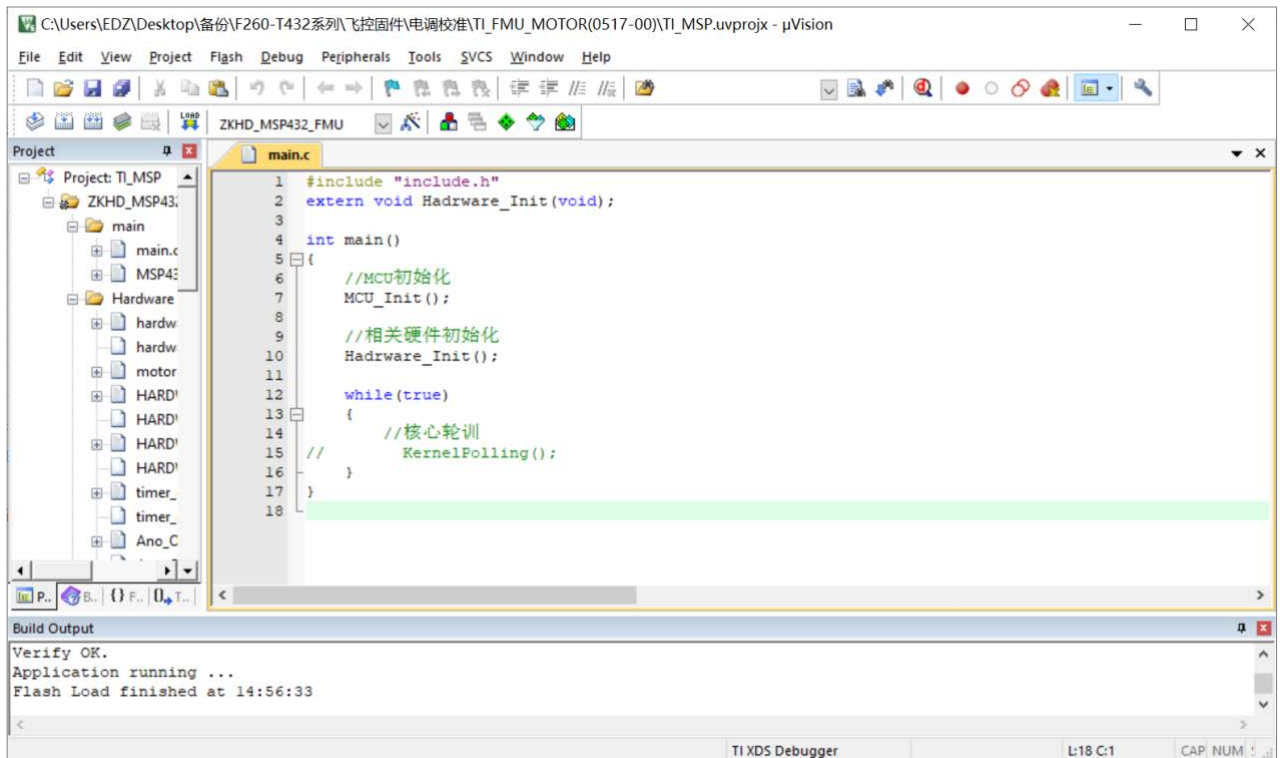 C:\Users\EDZ\Desktop\备份\F260-T432系列\飞控固件\电调校准\TI_FMU_MOTOR(0517-00)\TI_MSP.uvprojx - µVision
File Edit View Project Flash Debug Peripherals Tools SVCS Window Help
LOAD ZKHD_MSP432_FMU
Project
main.c
Project: TI_MSP
ZKHD_MSP43
main
main.c
MSP43
Hardware
hardw
hardw
motor
HARD
HARD
HARD
HARD
timer_
timer_
Ano_C
P.. B.. {} F.. T..
1 #include "include.h"
2 extern void Hadrware_Init(void);
3
4 int main()
5 {
6 //MCU初始化
7 MCU_Init();
8
9 //相关硬件初始化
10 Hadrware_Init();
11
12 while(true)
13 {
14 //核心轮训
15 // KernelPolling();
16 }
17 }
18
Build Output
Verify OK.
Application running ...
Flash Load finished at 14:56:33
TI XDS Debugger L:18 C:1 CAP NUM